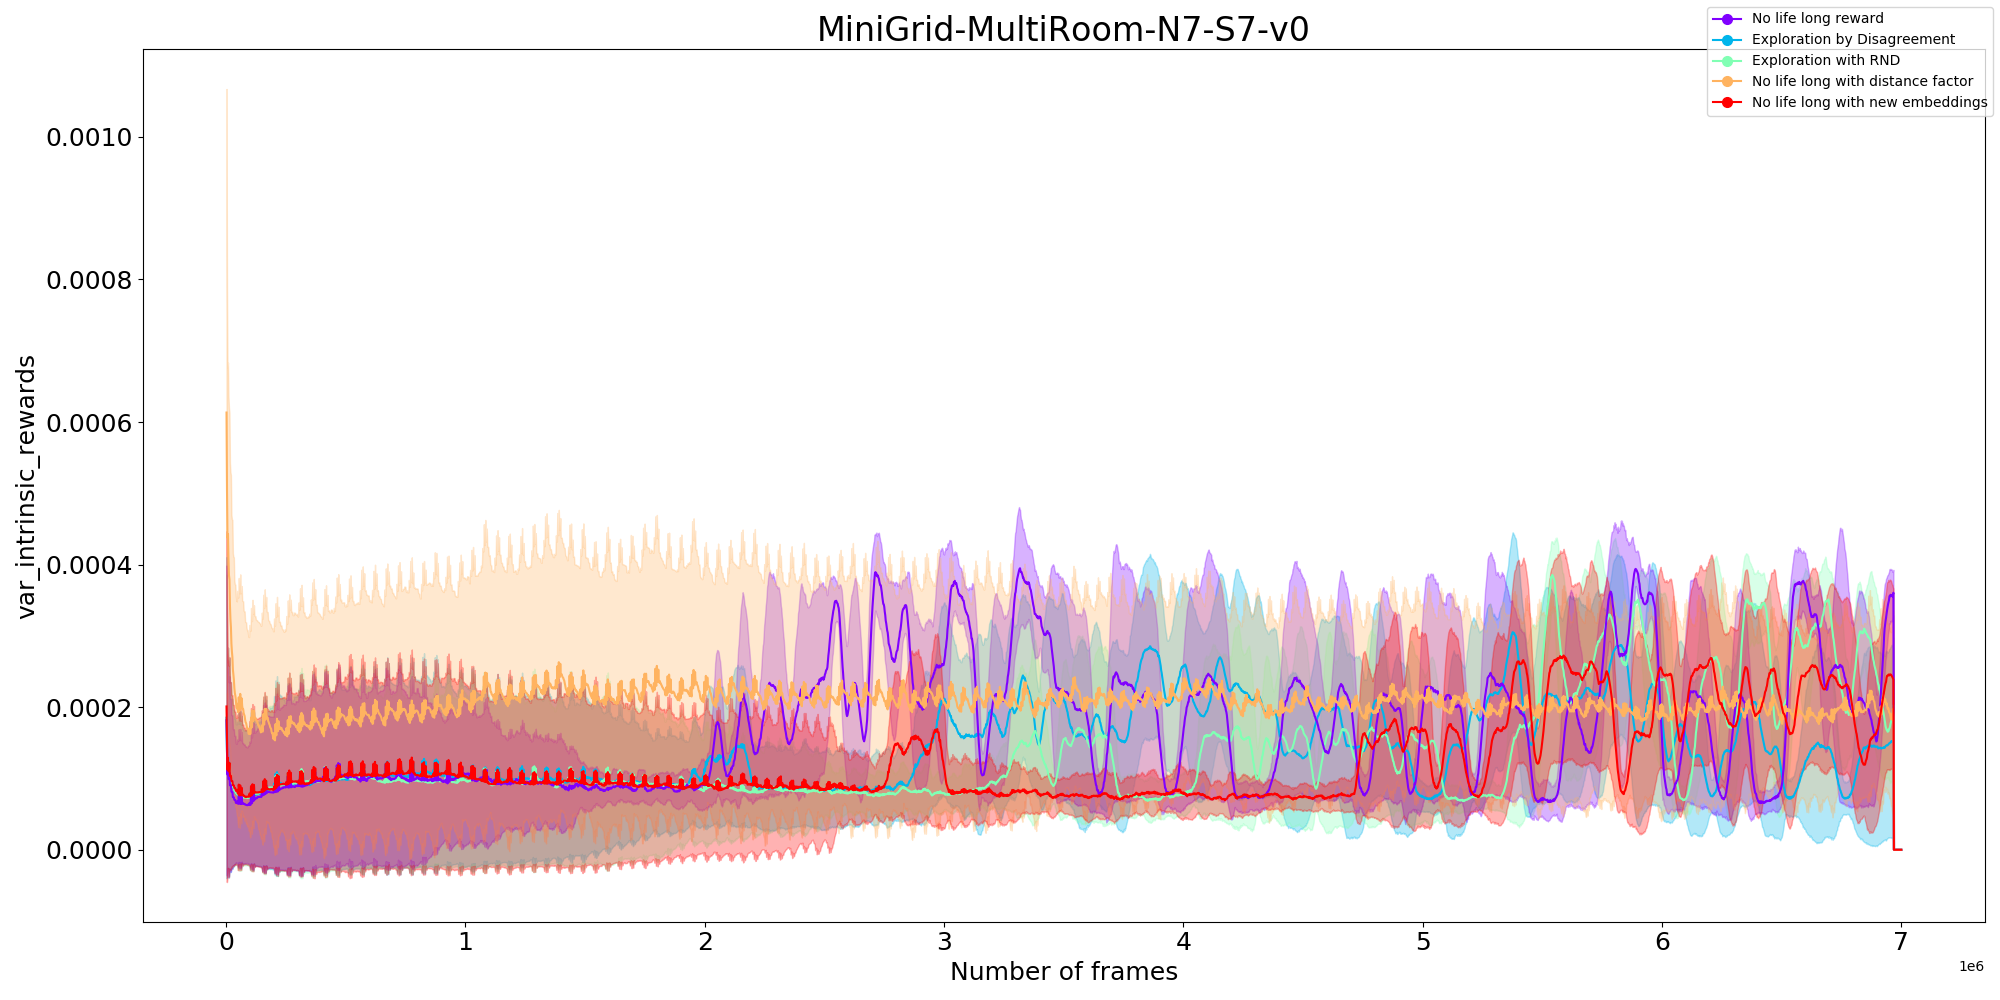 MiniGrid-MultiRoom-N7-S7-v0
No life long reward
Exploration by Disagreement
Exploration with RND
No life long with distance factor
No life long with new embeddings
var_intrinsic_rewards
0.0010
0.0008
0.0006
0.0004
0.0002
0.0000
0 1 2 3 4 5 6 7
1e6
Number of frames